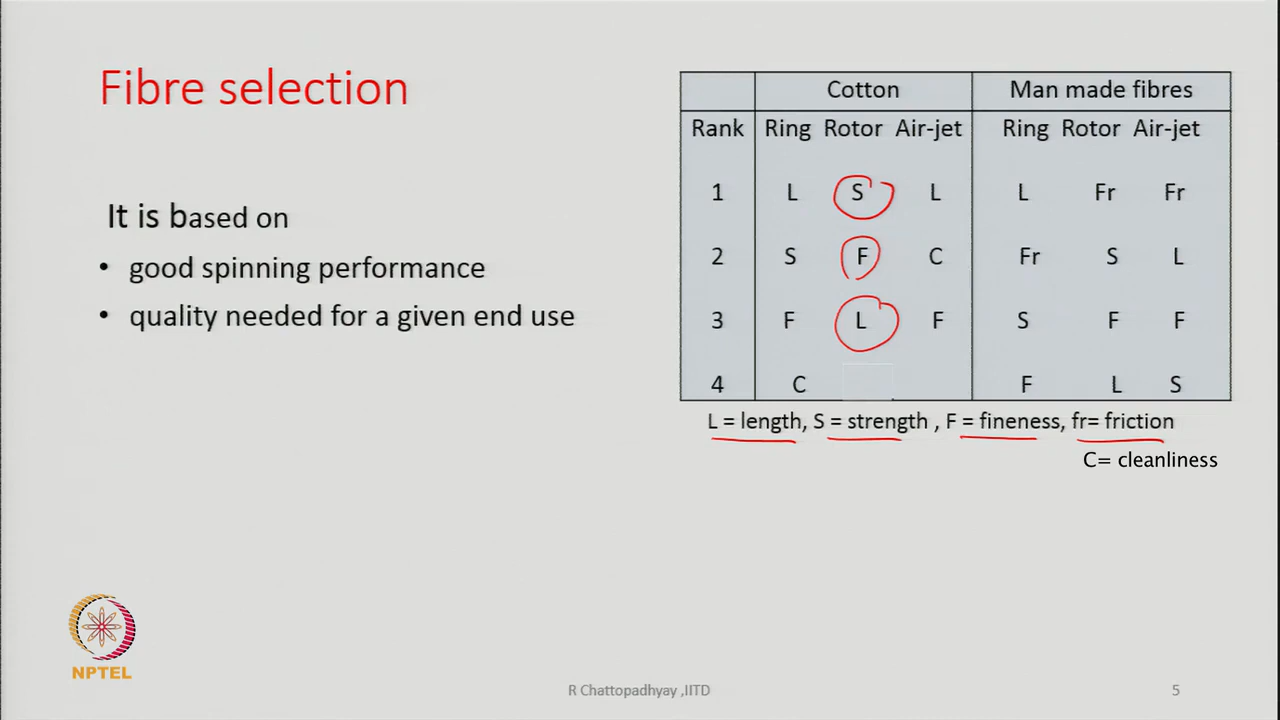 Fibre selection
It is based on
• good spinning performance
• quality needed for a given end use
Cotton Man made fibres
Rank Ring Rotor Air-jet Ring Rotor Air-jet
1 L S L L Fr Fr
2 S F C Fr S L
3 F L F S F F
4 C F L S
L = length, S = strength , F = fineness, fr= friction
C= cleanliness
NPTEL
R Chattopadhyay ,IITD
5